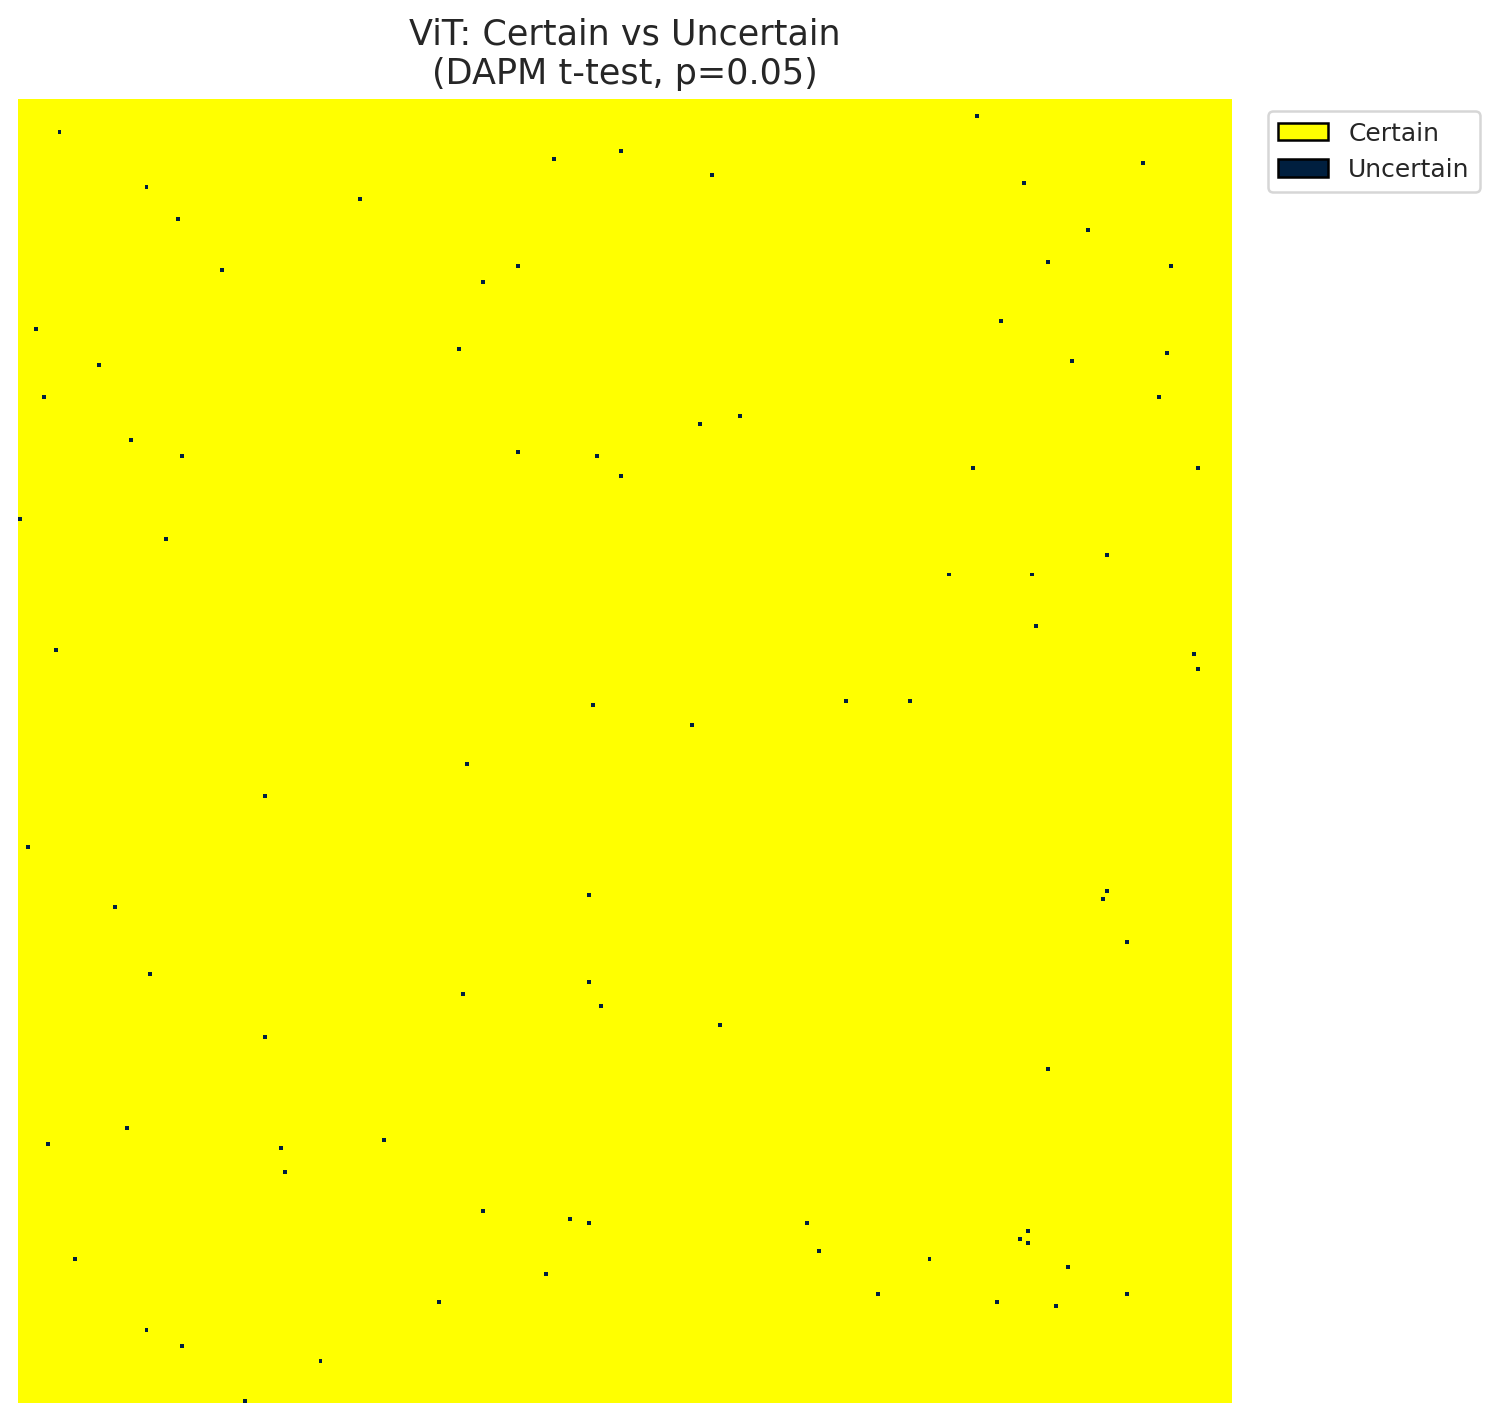 ViT: Certain vs Uncertain
(DAPM t-test, p=0.05)
Certain
Uncertain